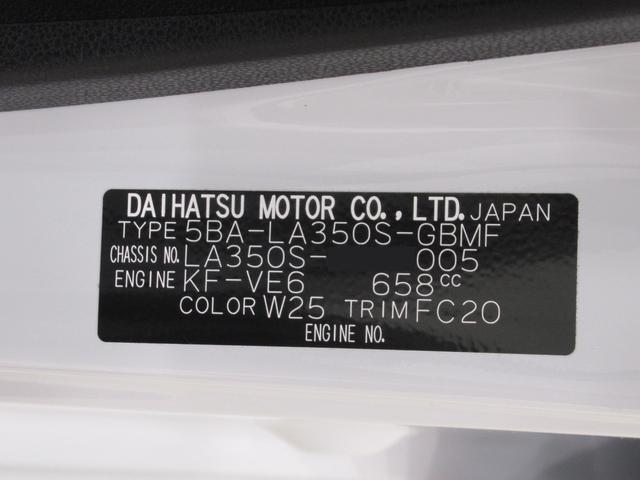 DAIHATSU MOTOR CO., LTD. JAPAN
TYPE 5BA-LA350S-GBMF
CHASSIS NO. LA350S- 005
ENGINE KF-VE6 658cc
COLOR W25 TRIM FC20
ENGINE NO.